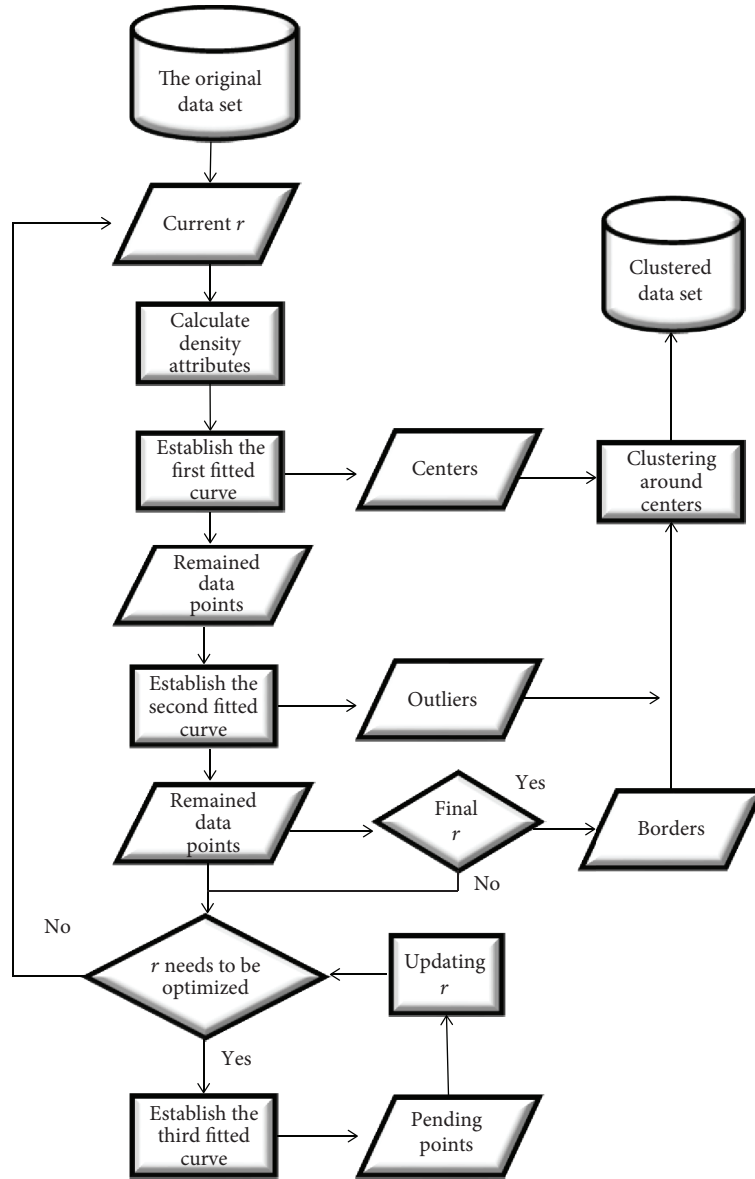 The original
data set
Current r
Clustered
data set
Calculate
density
attributes
Establish the
first fitted
curve
Centers
Clustering
around
centers
Remained
data
points
Establish the
second fitted
curve
Outliers
Remained
data
points
Final
r
Yes
Borders
No
No
r needs to be
optimized
Updating
r
Yes
Establish the
third fitted
curve
Pending
points